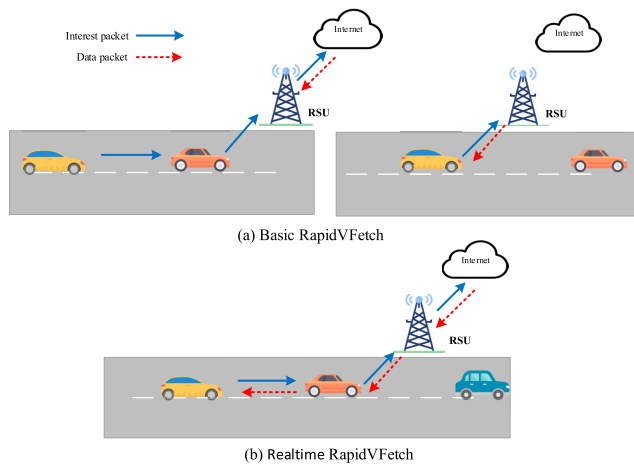 Interest packet
Data packet
Internet
RSU
Internet
RSU
(a) Basic RapidVFetch
Internet
RSU
(b) Realtime RapidVFetch